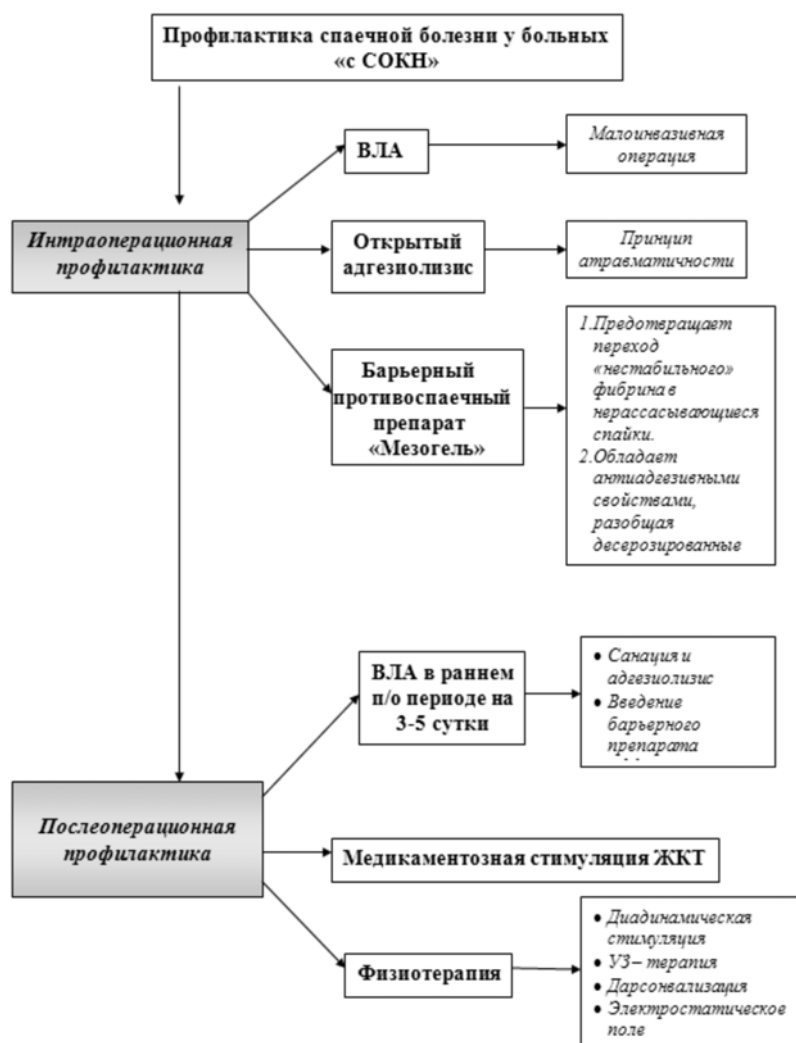 Профилактика спаечной болезни у больных
«с СОКН»
ВЛА
Малоинвазивная
операция
Интраоперационная
профилактика
Открытый
адгезиолизис
Принцип
атравматичности
Барьерный
противоспаечный
препарат
«Мезогель»
1.Предотвращает
переход
«нестабильного»
фибрина в
нерассасывающиеся
спайки.
2.Обладает
антиадгезивными
свойствами,
разобщая
десерозированные
ВЛА в раннем
п/о периоде на
3-5 сутки
• Санация и
адгезиолизис
• Введение
барьерного
препарата
Послеоперационная
профилактика
Медикаментозная стимуляция ЖКТ
Физиотерапия
• Диадинамическая
стимуляция
• УЗ– терапия
• Дарсонвализация
• Электростатическое
поле